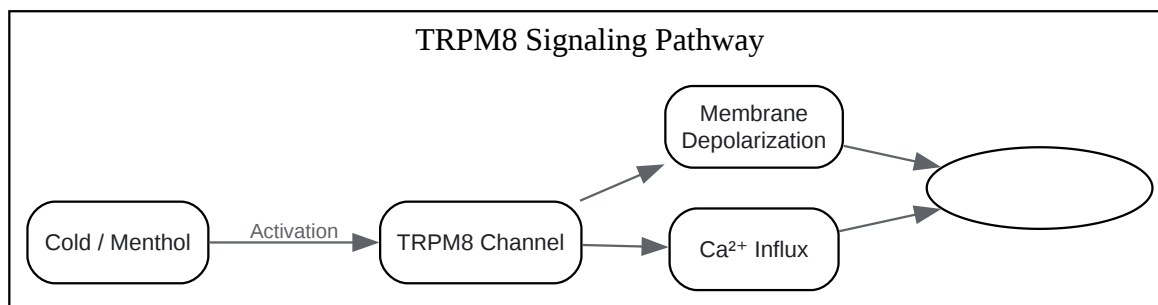 TRPM8 Signaling Pathway
Membrane
Depolarization
Cold / Menthol
Activation
TRPM8 Channel
Ca²⁺ Influx